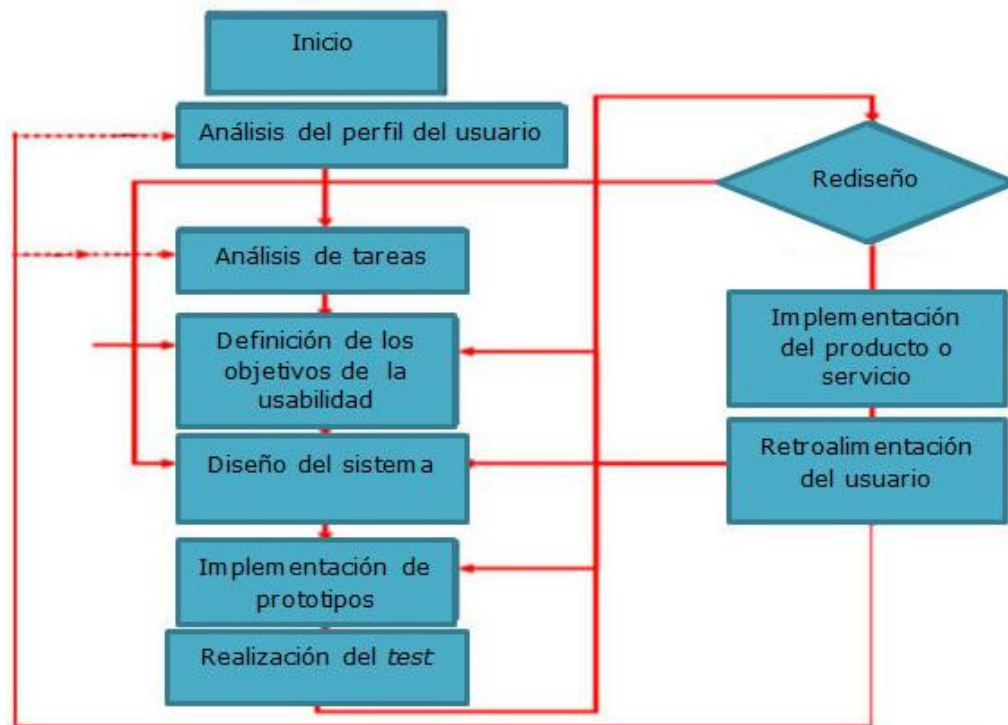 Inicio
Análisis del perfil del usuario
Análisis de tareas
Definición de los
objetivos de la
usabilidad
Diseño del sistema
Implementación de
prototipos
Realización del test
Rediseño
Implementación
del producto o
servicio
Retroalimentación
del usuario